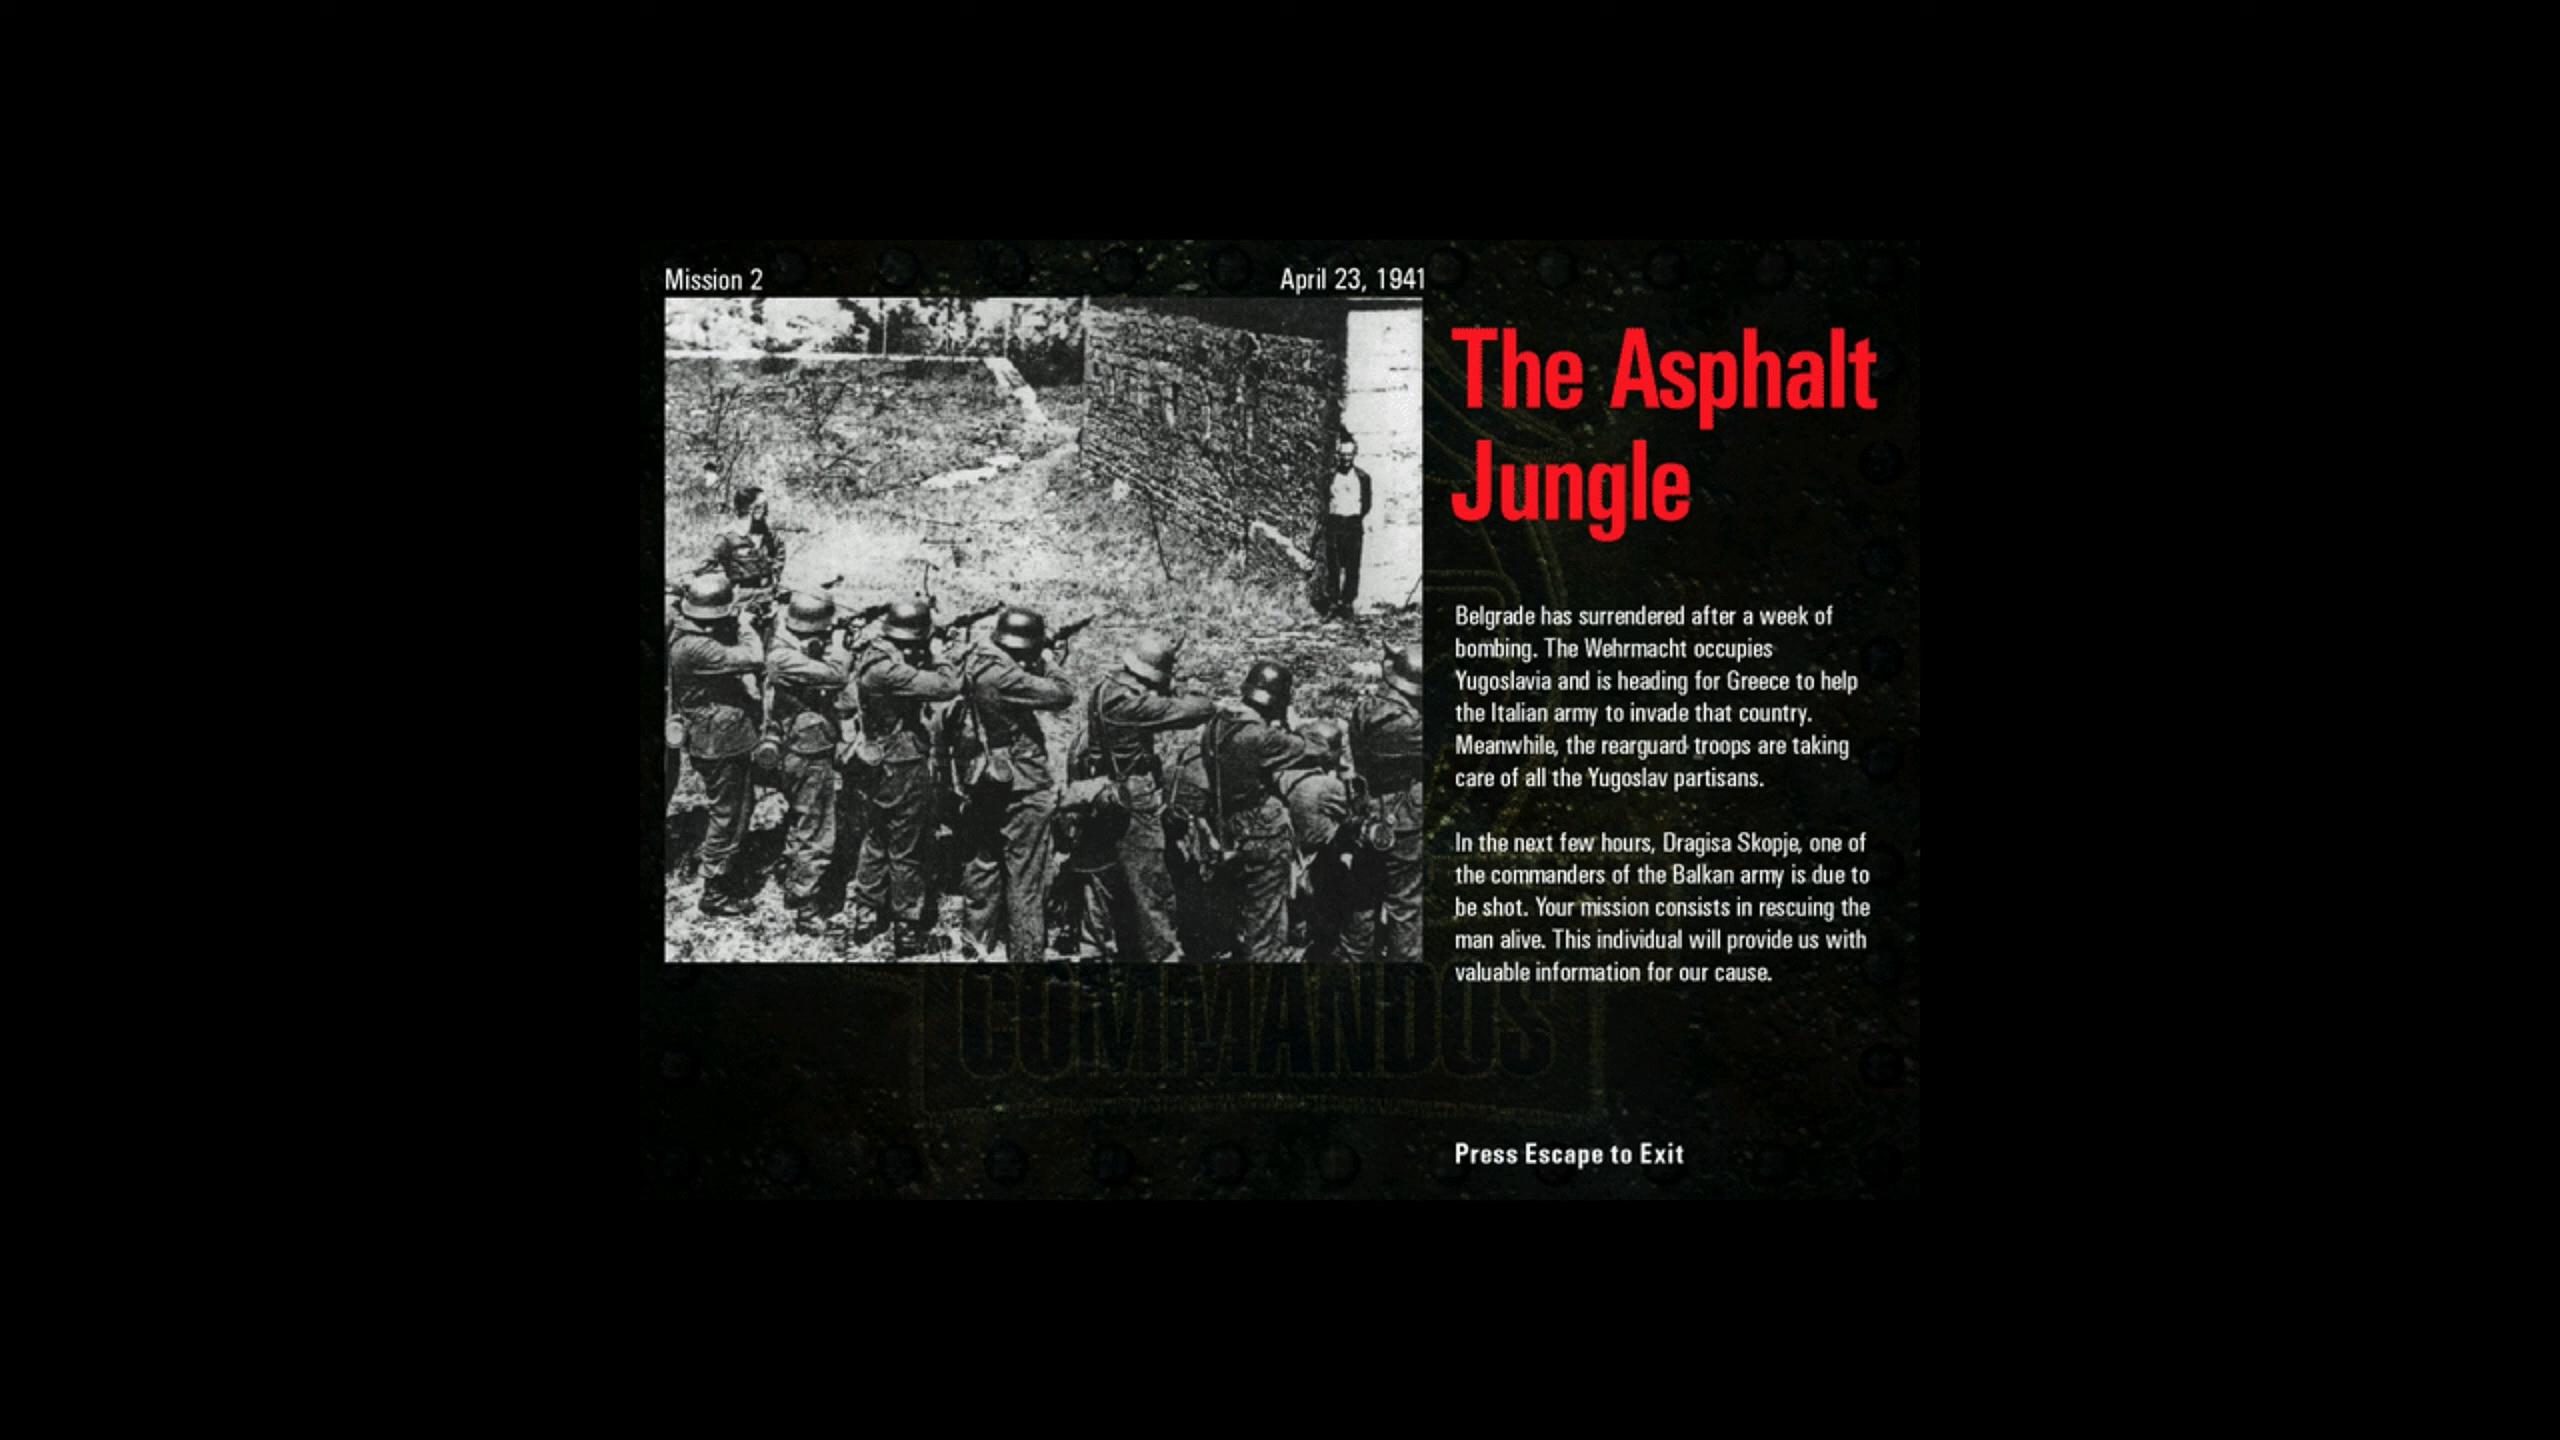 Mission 2
April 23, 1941
The Asphalt
Jungle
Belgrade has surrendered after a week of
bombing. The Wehrmacht occupies
Yugoslavia and is heading for Greece to help
the Italian army to invade that country.
Meanwhile, the rearguard troops are taking
care of all the Yugoslav partisans.
In the next few hours, Dragisa Skopje, one of
the commanders of the Balkan army is due to
be shot. Your mission consists in rescuing the
man alive. This individual will provide us with
valuable information for our cause.
COMMANDOS
Press Escape to Exit